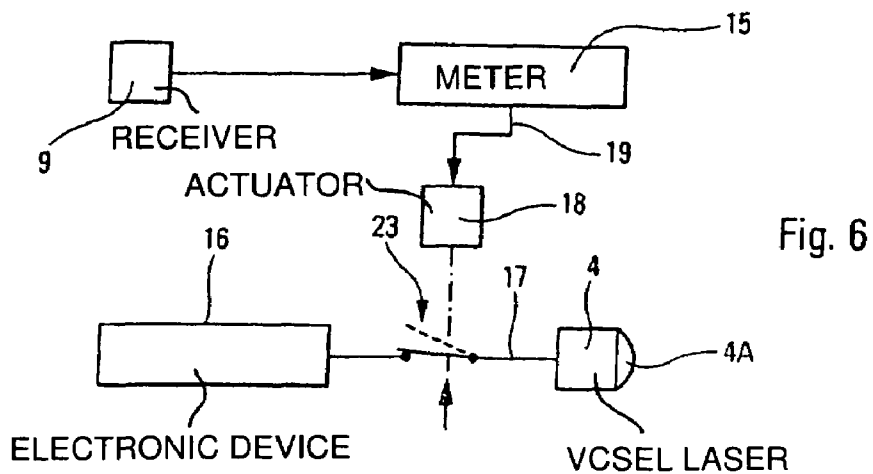 15
METER
9
RECEIVER
19
ACTUATOR
18
23
16
17
4
4A
Fig. 6
ELECTRONIC DEVICE
VCSEL LASER